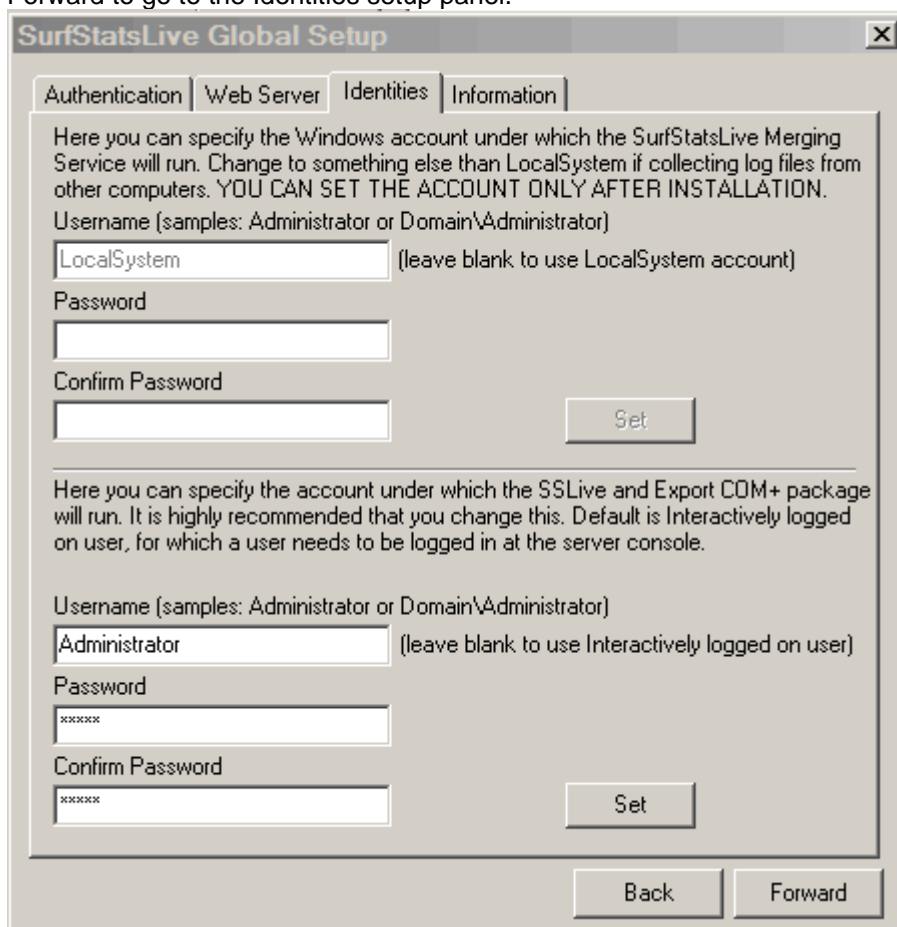 Forward to go to the Identities setup panel.
SurfStatsLive Global Setup
Authentication Web Server Identities Information
Here you can specify the Windows account under which the SurfStatsLive Merging
Service will run. Change to something else than LocalSystem if collecting log files from
other computers. YOU CAN SET THE ACCOUNT ONLY AFTER INSTALLATION.
Username (samples: Administrator or Domain\Administrator)
LocalSystem (leave blank to use LocalSystem account)
Password
Confirm Password
Set
Here you can specify the account under which the SSLive and Export COM+ package
will run. It is highly recommended that you change this. Default is Interactively logged
on user, for which a user needs to be logged in at the server console.
Username (samples: Administrator or Domain\Administrator)
Administrator (leave blank to use Interactively logged on user)
Password
xxxxx
Confirm Password
xxxxx
Set
Back Forward